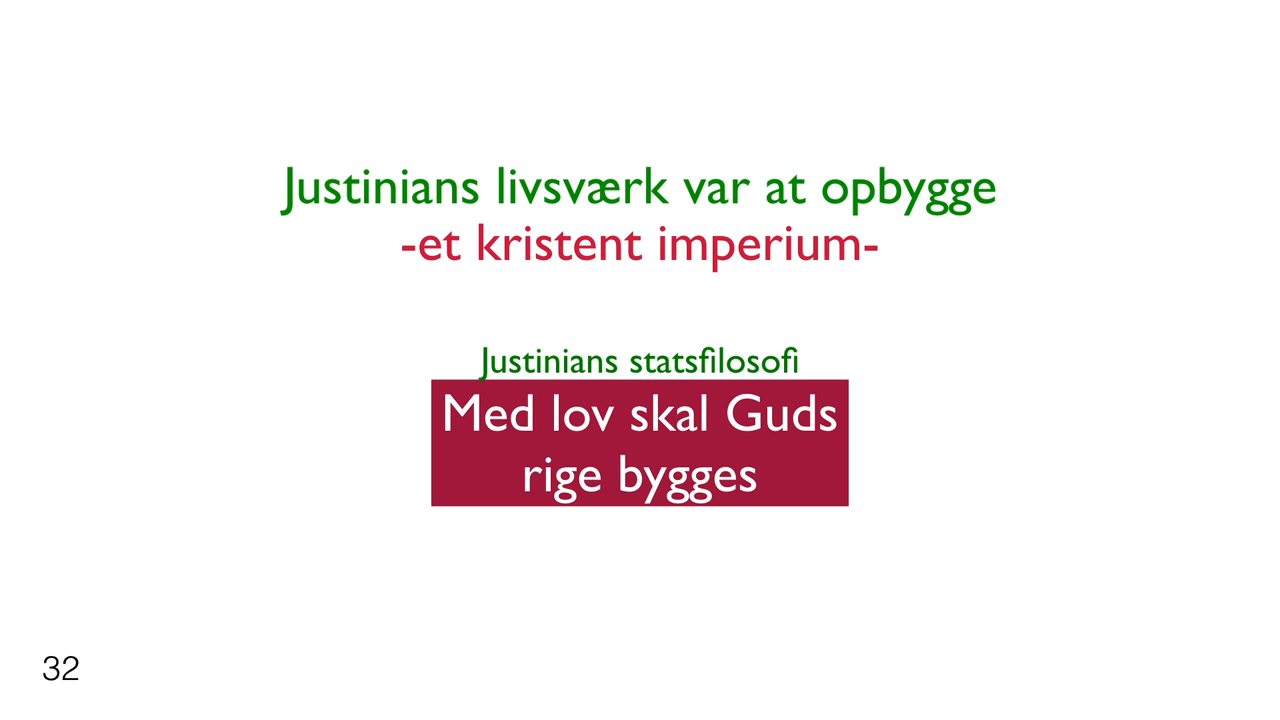 Justinians livsværk var at opbygge
-et kristent imperium-
Justinians statsfilosofi
Med lov skal Guds
rige bygges
32